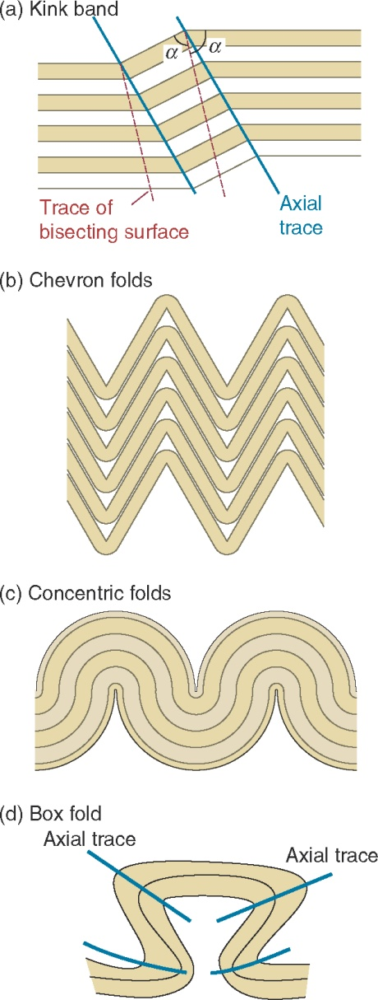 (a) Kink band
α
α
Trace of
bisecting surface
Axial
trace
(b) Chevron folds
(c) Concentric folds
(d) Box fold
Axial trace
Axial trace